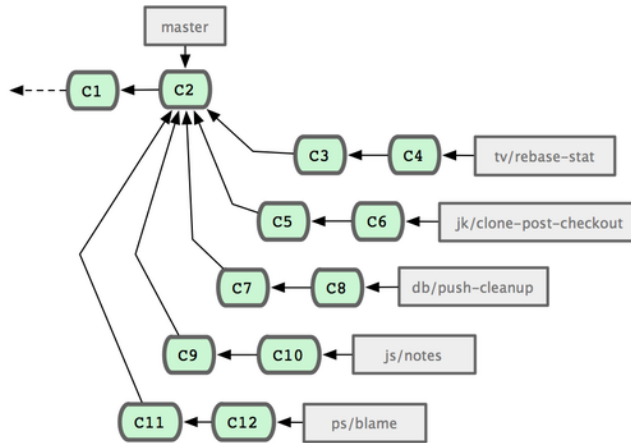 master
C1
C2
C3
C4
tv/rebase-stat
C5
C6
jk/clone-post-checkout
C7
C8
db/push-cleanup
C9
C10
js/notes
C11
C12
ps/blame